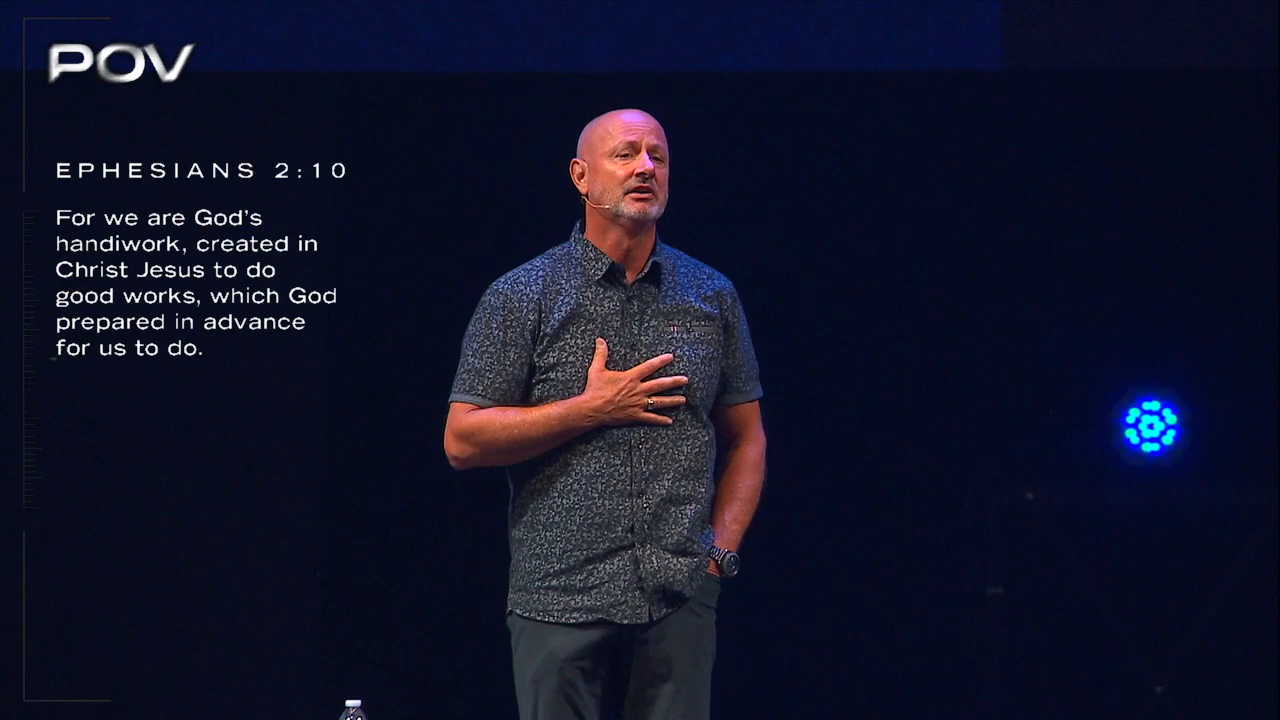 POV
EPHESIANS 2:10
For we are God's
handiwork, created in
Christ Jesus to do
good works, which God
prepared in advance
for us to do.